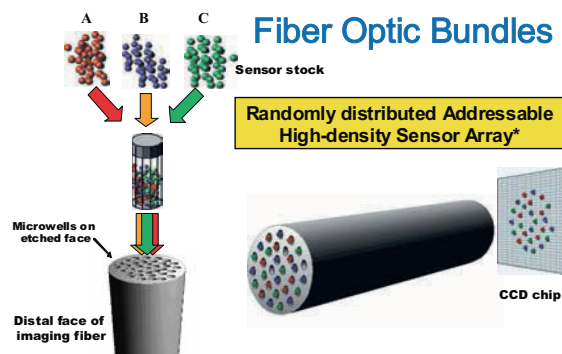 Fiber Optic Bundles
A B C
Sensor stock
Randomly distributed Addressable
High-density Sensor Array*
Microwells on
etched face
Distal face of
imaging fiber
CCD chip